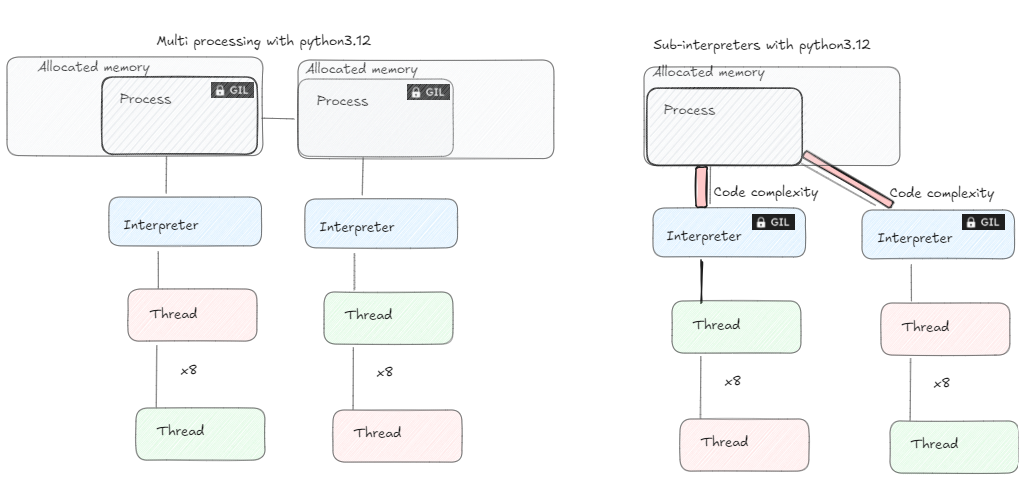 Multi processing with python3.12
Allocated memory
Process
GIL
Allocated memory
Process
GIL
Interpreter
Interpreter
Thread
Thread
x8
x8
Thread
Thread
Sub-interpreters with python3.12
Allocated memory
Process
Code complexity
Code complexity
Interpreter
GIL
Interpreter
GIL
Thread
Thread
x8
x8
Thread
Thread